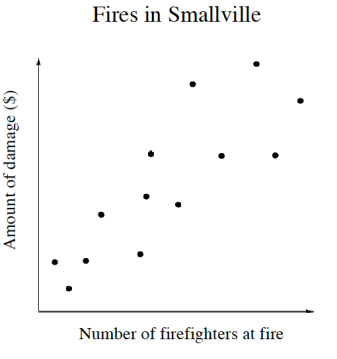 Fires in Smallville
Amount of damage ($)
Number of firefighters at fire